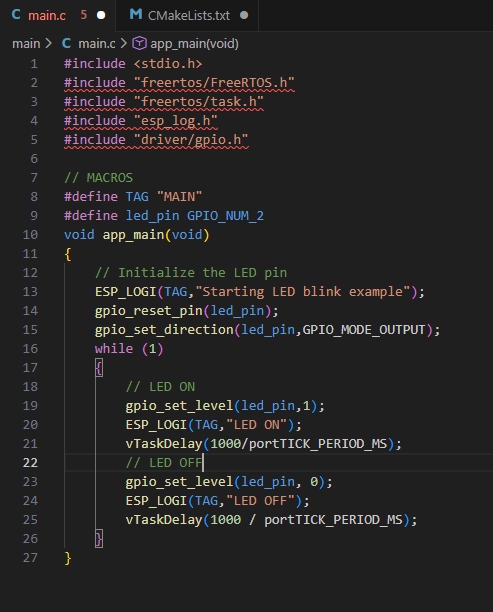 main.c 5 CMakeLists.txt
main > main.c > app_main(void)
1 #include <stdio.h>
2 #include "freertos/FreeRTOS.h"
3 #include "freertos/task.h"
4 #include "esp_log.h"
5 #include "driver/gpio.h"
6
7 // MACROS
8 #define TAG "MAIN"
9 #define led_pin GPIO_NUM_2
10 void app_main(void)
11 {
12     // Initialize the LED pin
13     ESP_LOGI(TAG,"Starting LED blink example");
14     gpio_reset_pin(led_pin);
15     gpio_set_direction(led_pin,GPIO_MODE_OUTPUT);
16     while (1)
17     {
18         // LED ON
19         gpio_set_level(led_pin,1);
20         ESP_LOGI(TAG,"LED ON");
21         vTaskDelay(1000/portTICK_PERIOD_MS);
22         // LED OFF
23         gpio_set_level(led_pin, 0);
24         ESP_LOGI(TAG,"LED OFF");
25         vTaskDelay(1000 / portTICK_PERIOD_MS);
26     }
27 }